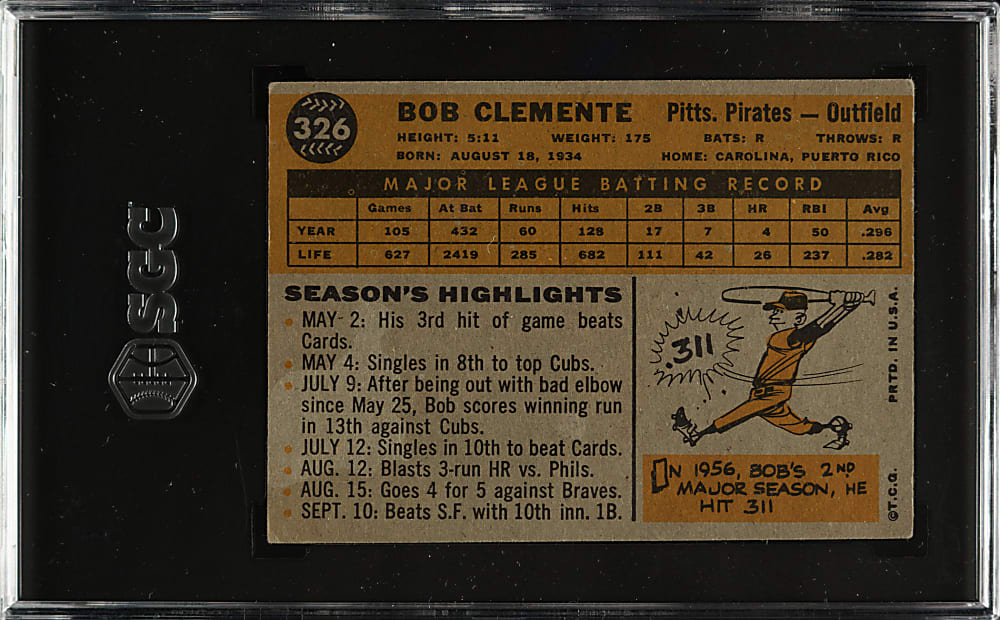 SGC
326
BOB CLEMENTE Pitts. Pirates — Outfield
HEIGHT: 5:11 WEIGHT: 175 BATS: R THROWS: R
BORN: AUGUST 18, 1934 HOME: CAROLINA, PUERTO RICO
MAJOR LEAGUE BATTING RECORD
Games At Bat Runs Hits 2B 3B HR RBI Avg
YEAR 105 432 60 128 17 7 4 50 .296
LIFE 627 2419 285 682 111 42 26 237 .282
SEASON'S HIGHLIGHTS
• MAY 2: His 3rd hit of game beats
Cards.
• MAY 4: Singles in 8th to top Cubs.
• JULY 9: After being out with bad elbow
since May 25, Bob scores winning run
in 13th against Cubs.
• JULY 12: Singles in 10th to beat Cards.
• AUG. 12: Blasts 3-run HR vs. Phils.
• AUG. 15: Goes 4 for 5 against Braves.
• SEPT. 10: Beats S.F. with 10th inn. 1B.
.311
IN 1956, BOB'S 2ND
MAJOR SEASON, HE
HIT 311
©T.C.G. PRTD. IN U.S.A.